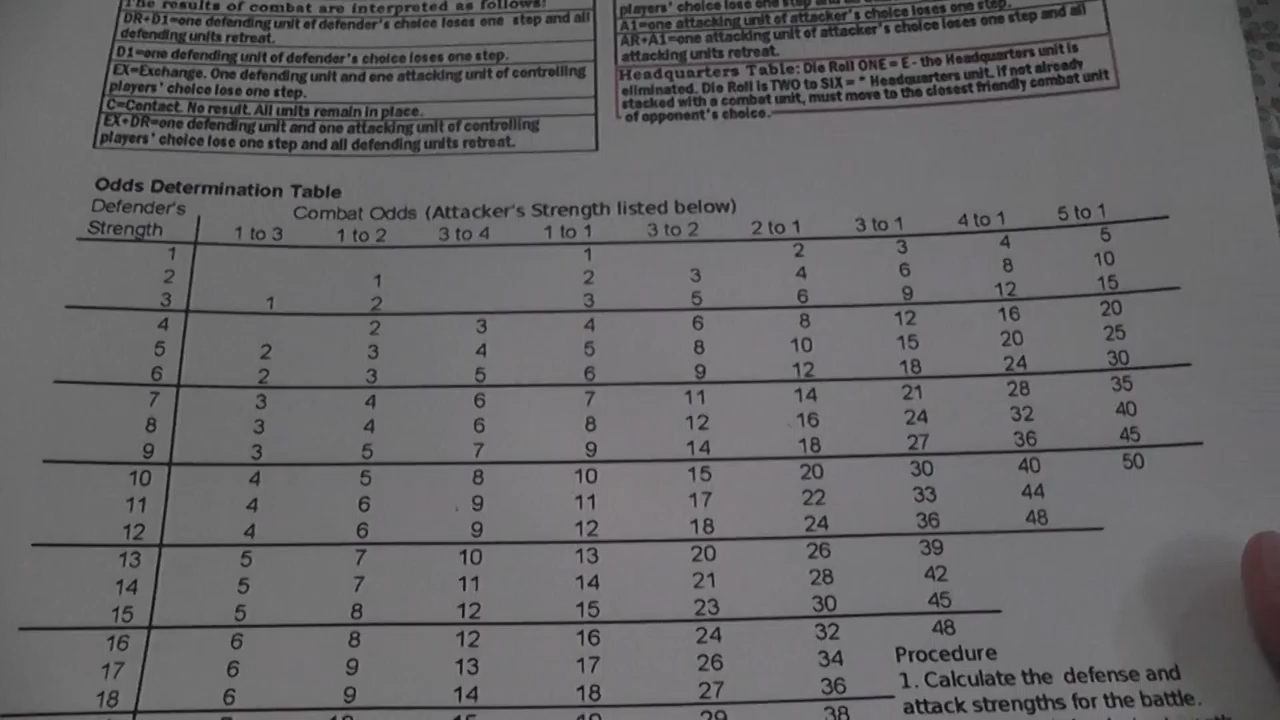 The results of combat are interpreted as follows:
DR+D1=one defending unit of defender's choice loses one step and all
defending units retreat.
D1=one defending unit of defender's choice loses one step.
EX=Exchange. One defending unit and one attacking unit of controlling
players' choice lose one step.
C=Contact. No result. All units remain in place.
EX+DR=one defending unit and one attacking unit of controlling
players' choice lose one step and all defending units retreat.
players' choice lose one step and all
A1=one attacking unit of attacker's choice loses one step.
AR+A1=one attacking unit of attacker's choice loses one step and all
attacking units retreat.
Headquarters Table: Die Roll ONE = E - the Headquarters unit is
eliminated. Die Roll is TWO to SIX = * Headquarters unit, if not already
stacked with a combat unit, must move to the closest friendly combat unit
of opponent's choice.
Odds Determination Table
Defender's Combat Odds (Attacker's Strength listed below)
Strength 1 to 3 1 to 2 3 to 4 1 to 1 3 to 2 2 to 1 3 to 1 4 to 1 5 to 1
1 1 2 3 4 5
2 1 2 3 4 6 8 10
3 1 2 3 5 6 9 12 15
4 2 3 4 6 8 12 16 20
5 2 3 4 5 8 10 15 20 25
6 2 3 5 6 9 12 18 24 30
7 3 4 6 7 11 14 21 28 35
8 3 4 6 8 12 16 24 32 40
9 3 5 7 9 14 18 27 36 45
10 4 5 8 10 15 20 30 40 50
11 4 6 9 11 17 22 33 44
12 4 6 9 12 18 24 36 48
13 5 7 10 13 20 26 39
14 5 7 11 14 21 28 42
15 5 8 12 15 23 30 45
16 6 8 12 16 24 32 48
17 6 9 13 17 26 34
18 6 9 14 18 27 36
29 38
Procedure
1. Calculate the defense and
attack strengths for the battle.